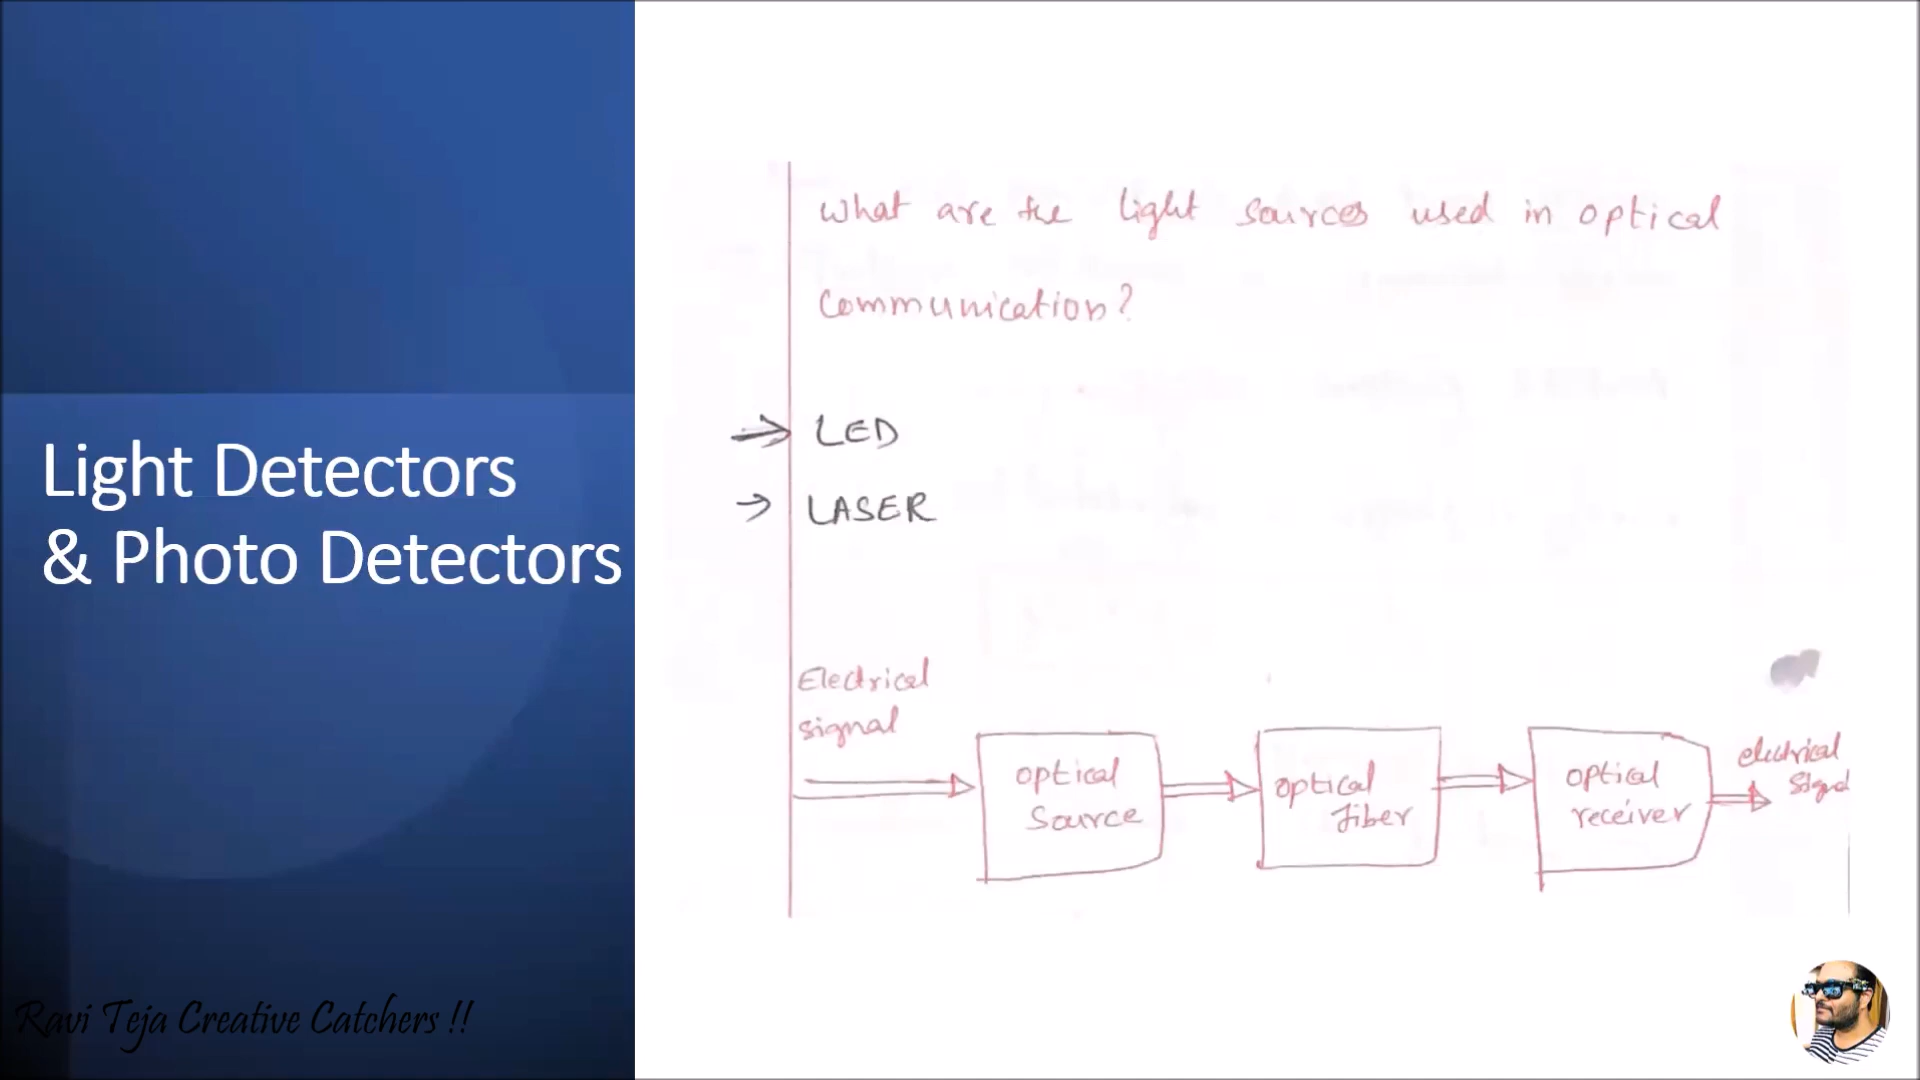 Light Detectors
& Photo Detectors
Ravi Teja Creative Catchers !!
What are the light sources used in optical
communication?
→ LED
→ LASER
Electrical
signal
optical
Source
optical
fiber
optical
receiver
electrical